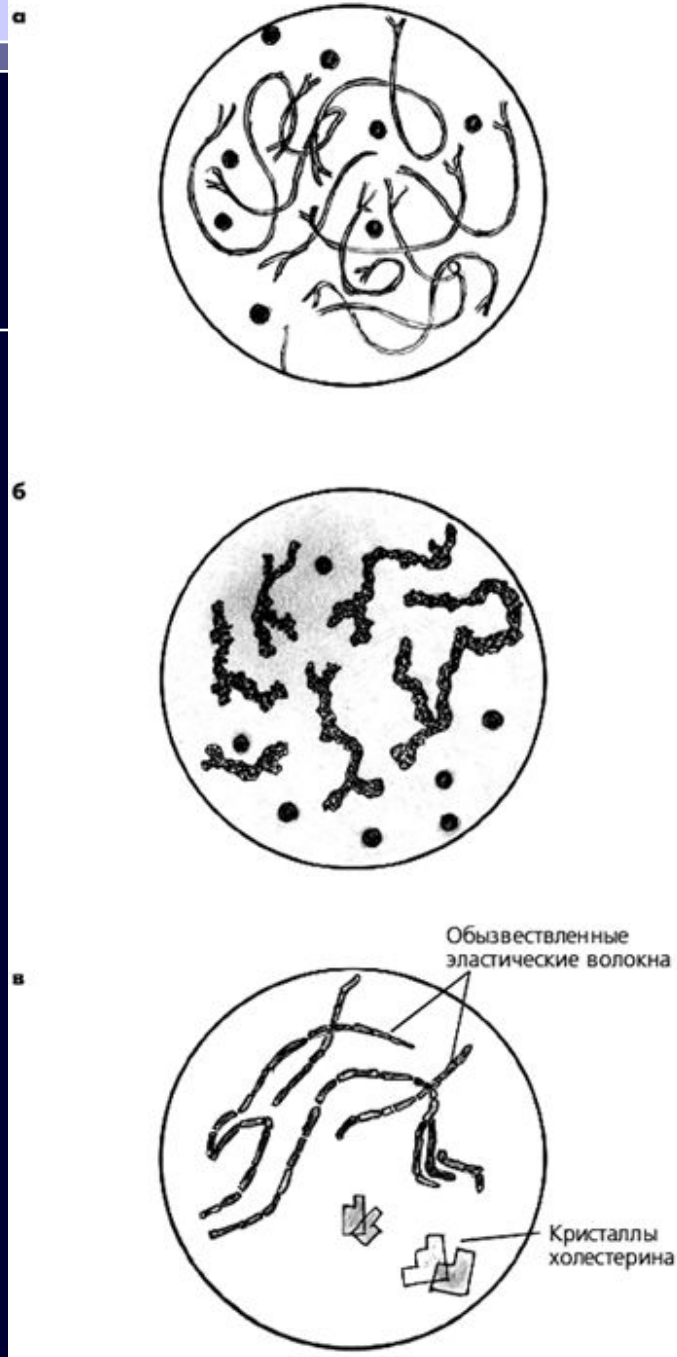 а
б
Обызвествленные
эластические волокна
в
Кристаллы
холестерина